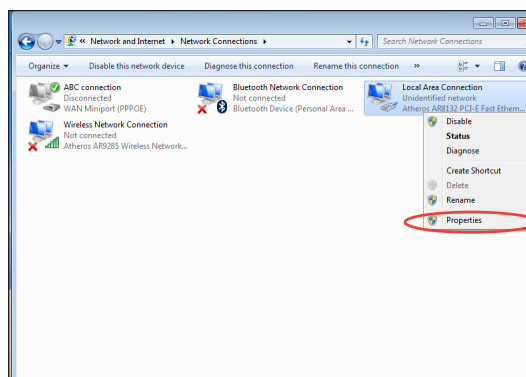 « Network and Internet ▸ Network Connections ▸
Search Network Connections
Organize ▾ Disable this network device Diagnose this connection Rename this connection »
ABC connection
Disconnected
WAN Miniport (PPPOE)
Bluetooth Network Connection
Not connected
Bluetooth Device (Personal Area ...
Local Area Connection
Unidentified network
Atheros AR8132 PCI-E Fast Ethern...
Wireless Network Connection
Not connected
Atheros AR9285 Wireless Network...
Disable
Status
Diagnose
Create Shortcut
Delete
Rename
Properties